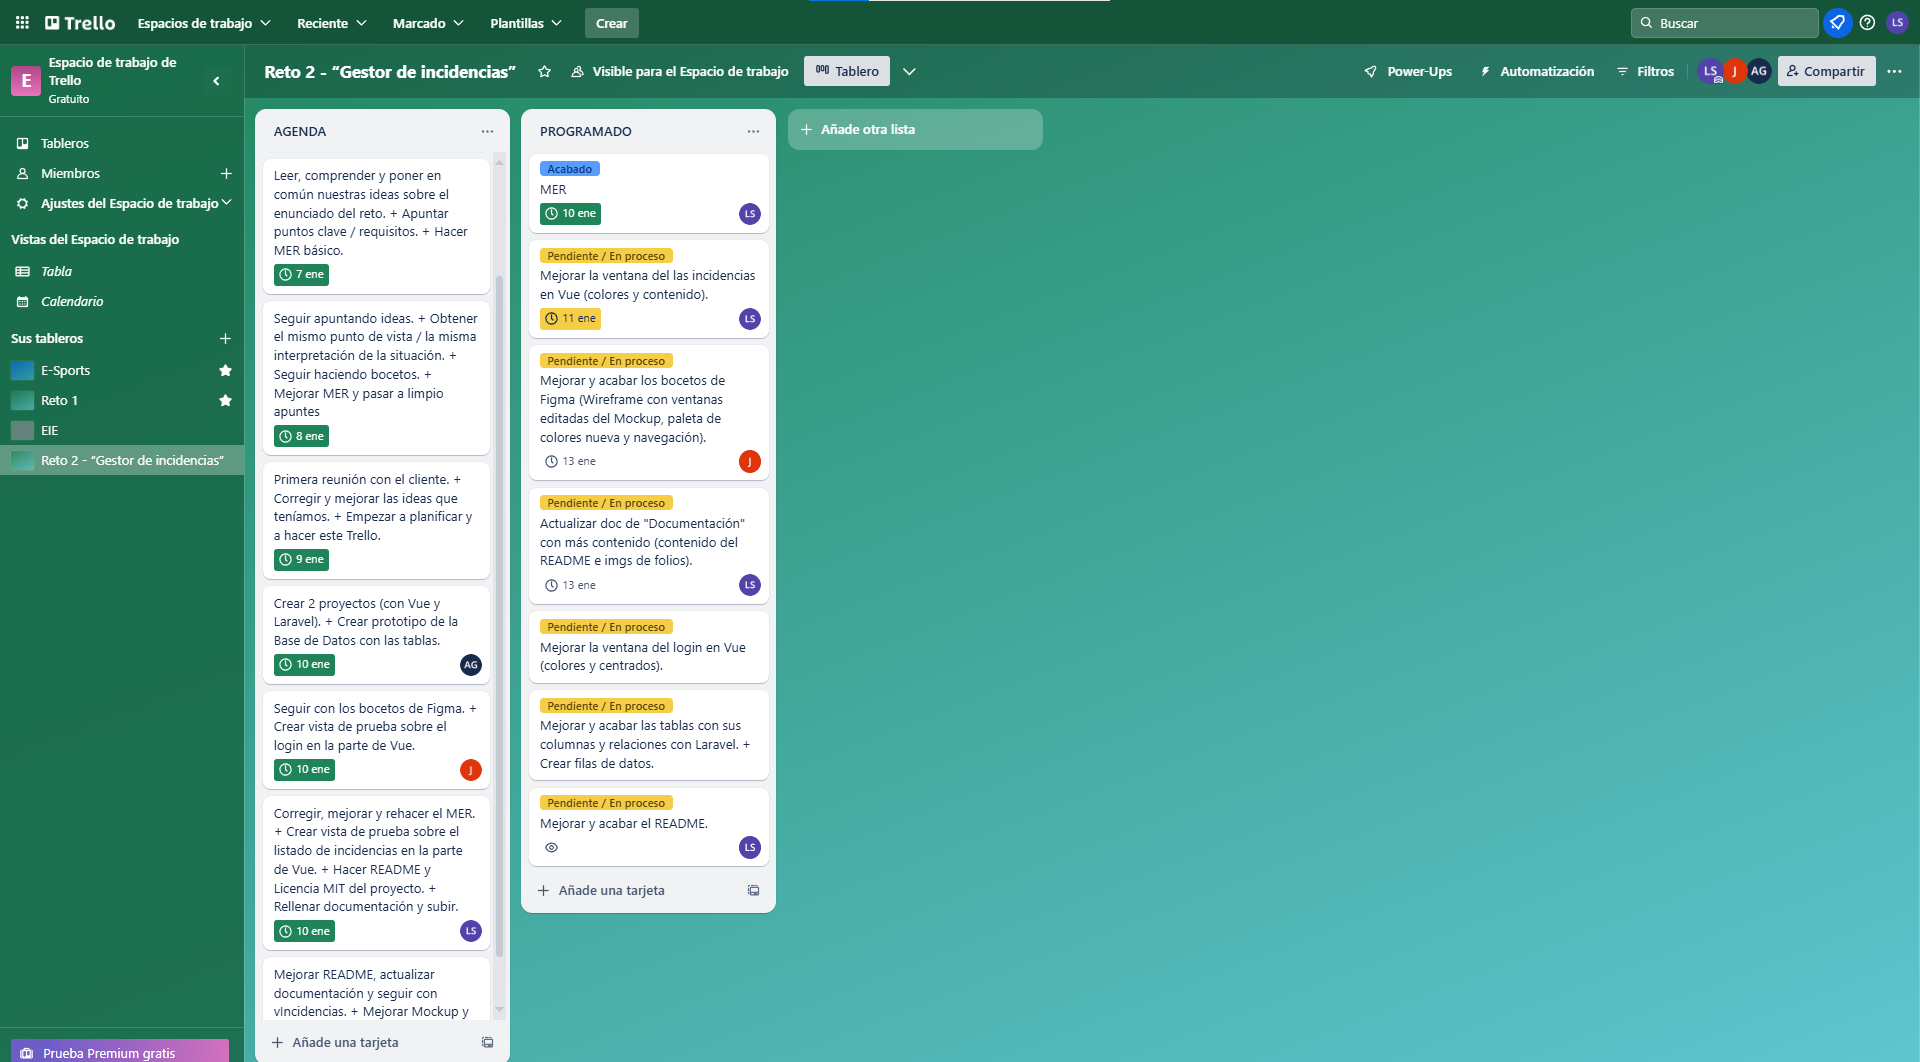 Trello
Espacios de trabajo
Reciente
Marcado
Plantillas
Crear
Buscar
LS
E
Espacio de trabajo de
Trello
Gratuito
Reto 2 - “Gestor de incidencias”
Visible para el Espacio de trabajo
Tablero
Power-Ups
Automatización
Filtros
LS
J
AG
Compartir
Tableros
Miembros
Ajustes del Espacio de trabajo
Vistas del Espacio de trabajo
Tabla
Calendario
Sus tableros
E-Sports
Reto 1
EIE
Reto 2 - “Gestor de incidencias”
Prueba Premium gratis
AGENDA
Leer, comprender y poner en
común nuestras ideas sobre el
enunciado del reto. + Apuntar
puntos clave / requisitos. + Hacer
MER básico.
7 ene
Seguir apuntando ideas. + Obtener
el mismo punto de vista / la misma
interpretación de la situación. +
Seguir haciendo bocetos. +
Mejorar MER y pasar a limpio
apuntes
8 ene
Primera reunión con el cliente. +
Corregir y mejorar las ideas que
teníamos. + Empezar a planificar y
a hacer este Trello.
9 ene
Crear 2 proyectos (con Vue y
Laravel). + Crear prototipo de la
Base de Datos con las tablas.
10 ene
AG
Seguir con los bocetos de Figma. +
Crear vista de prueba sobre el
login en la parte de Vue.
10 ene
J
Corregir, mejorar y rehacer el MER.
+ Crear vista de prueba sobre el
listado de incidencias en la parte
de Vue. + Hacer README y
Licencia MIT del proyecto. +
Rellenar documentación y subir.
10 ene
LS
Mejorar README, actualizar
documentación y seguir con
vIncidencias. + Mejorar Mockup y
Añade una tarjeta
PROGRAMADO
Acabado
MER
10 ene
LS
Pendiente / En proceso
Mejorar la ventana del las incidencias
en Vue (colores y contenido).
11 ene
LS
Pendiente / En proceso
Mejorar y acabar los bocetos de
Figma (Wireframe con ventanas
editadas del Mockup, paleta de
colores nueva y navegación).
13 ene
J
Pendiente / En proceso
Actualizar doc de "Documentación"
con más contenido (contenido del
README e imgs de folios).
13 ene
LS
Pendiente / En proceso
Mejorar la ventana del login en Vue
(colores y centrados).
Pendiente / En proceso
Mejorar y acabar las tablas con sus
columnas y relaciones con Laravel. +
Crear filas de datos.
Pendiente / En proceso
Mejorar y acabar el README.
LS
Añade una tarjeta
Añade otra lista